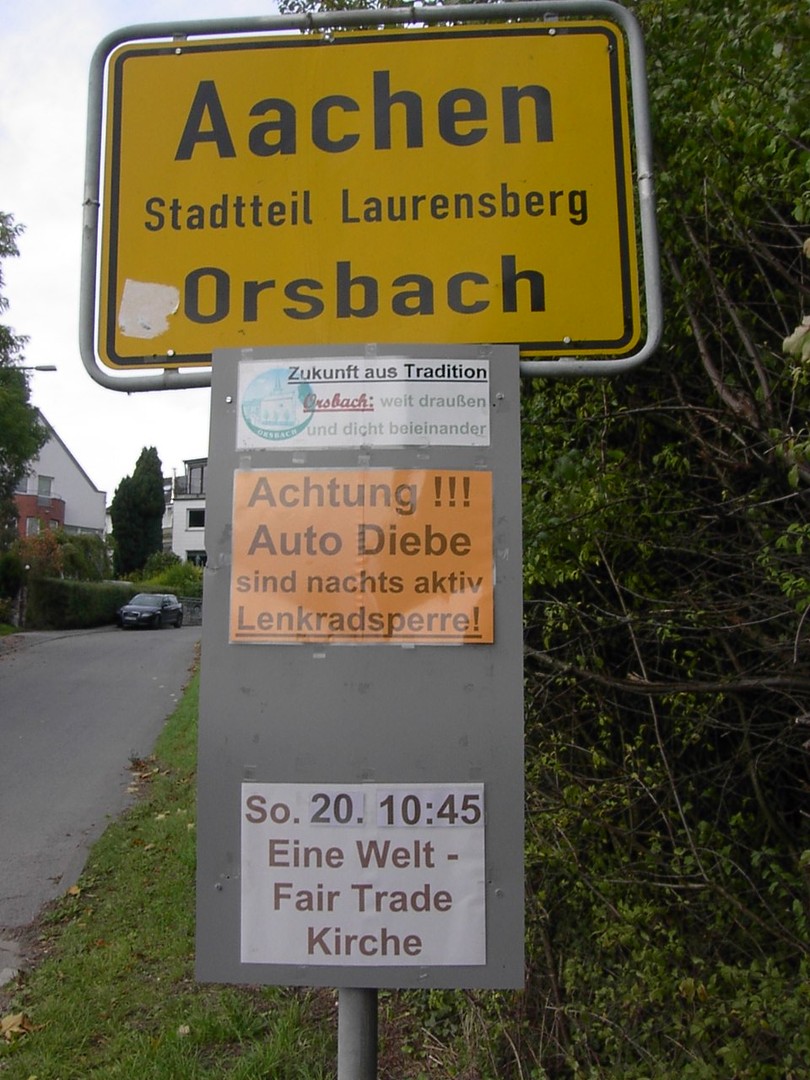 Aachen
Stadtteil Laurensberg
Orsbach
Zukunft aus Tradition
Orsbach: weit draußen
und dicht beieinander
ORSBACH
Achtung !!!
Auto Diebe
sind nachts aktiv
Lenkradsperre!
So. 20. 10:45
Eine Welt -
Fair Trade
Kirche